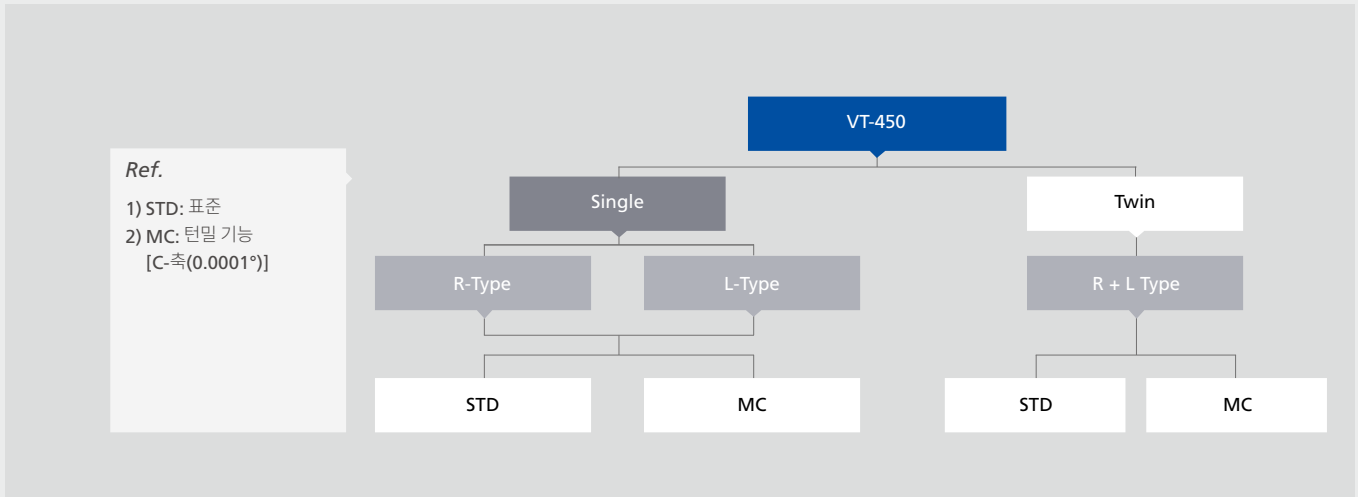 VT-450
Ref.
1) STD: 표준
2) MC: 턴밀 기능
[C-축(0.0001°)]
Single
Twin
R-Type
L-Type
R + L Type
STD
MC
STD
MC